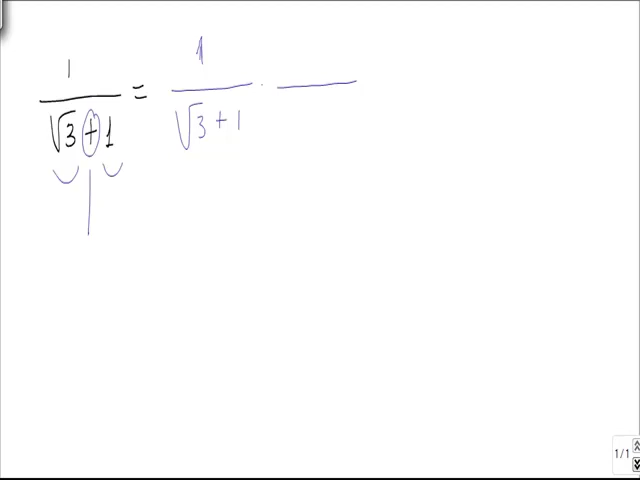 1/(√3+1) = 1/(√3+1) · —
1/1